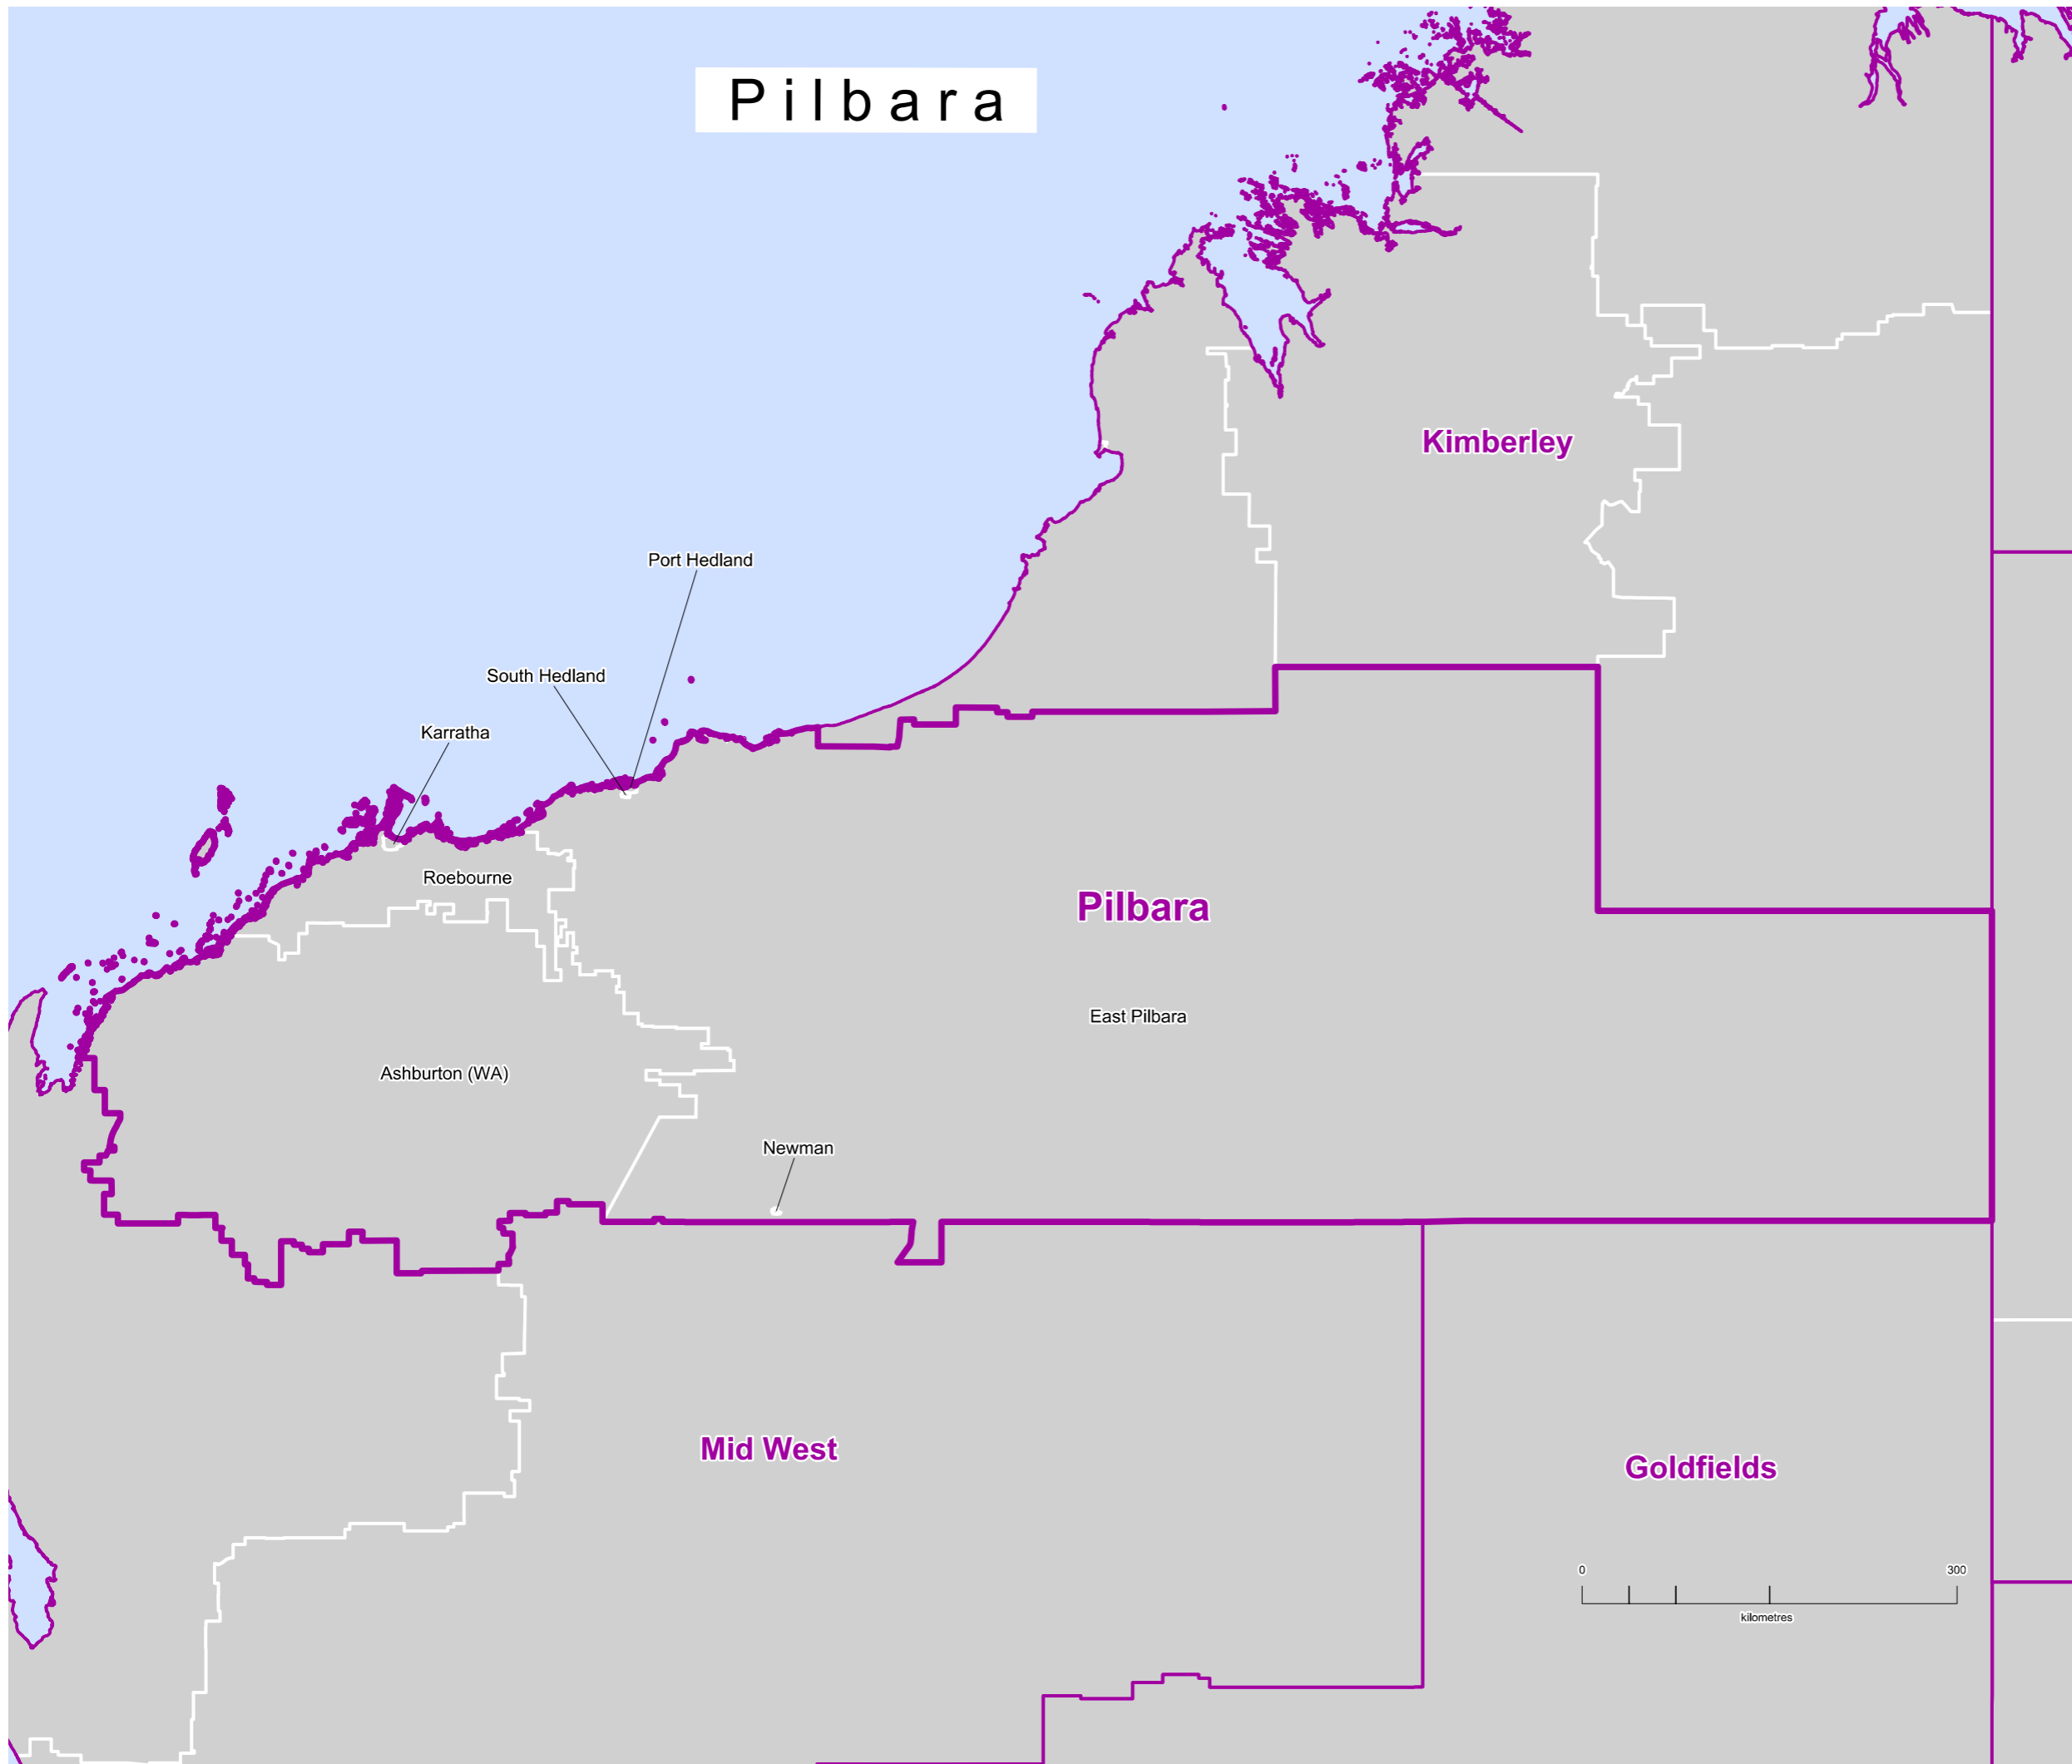 Pilbara
Kimberley
Port Hedland
South Hedland
Karratha
Roebourne
Pilbara
East Pilbara
Ashburton (WA)
Newman
Mid West
Goldfields
0 300
kilometres